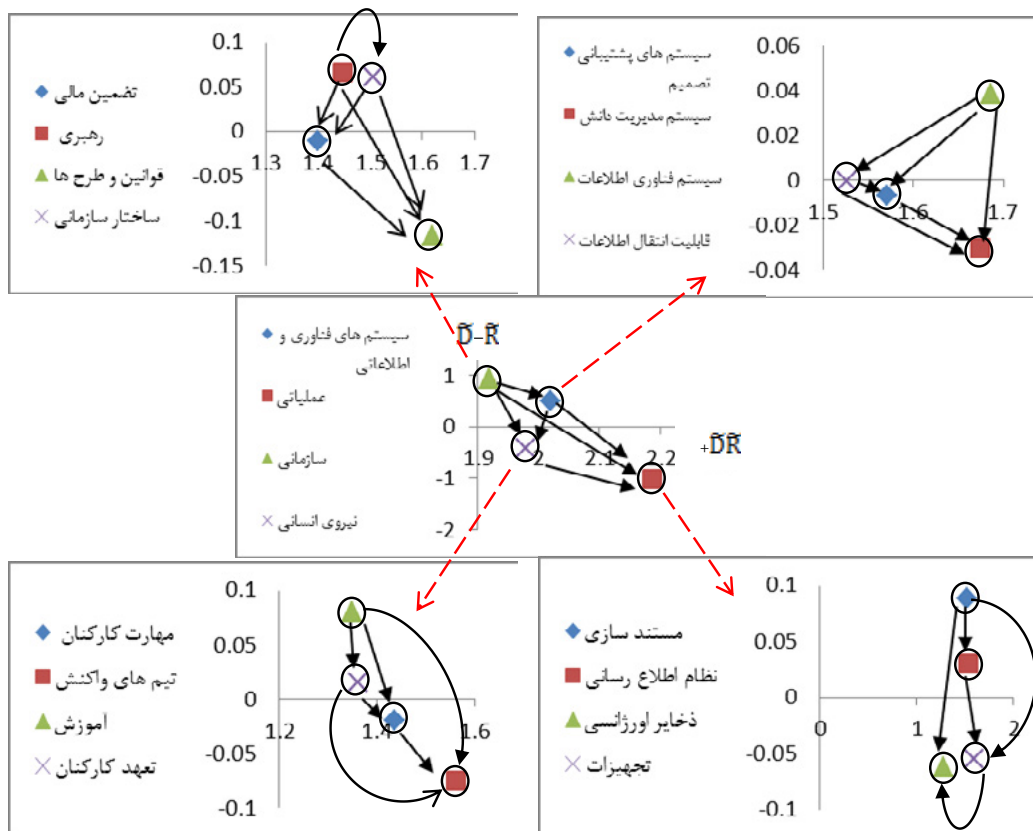 تضمین مالی
رهبری
قوانین و طرح ها
ساختار سازمانی
0.1
0.05
0
-0.05
-0.1
-0.15
1.3
1.4
1.5
1.6
1.7
سیستم های پشتیبانی
تصمیم
سیستم مدیریت دانش
سیستم فناوری اطلاعات
قابلیت انتقال اطلاعات
0.06
0.04
0.02
0
-0.02
-0.04
1.5
1.6
1.7
سیستم های فناوری و
اطلاعاتی
عملیاتی
سازمانی
نیروی انسانی
D̃-R̃
1
0
-1
-2
1.9
2
2.1
2.2
+D̃R̃
مهارت کارکنان
تیم های واکنش
آموزش
تعهد کارکنان
0.1
0.05
0
-0.05
-0.1
1.2
1.4
1.6
مستند سازی
نظام اطلاع رسانی
ذخایر اورژانسی
تجهیزات
0.1
0.05
0
-0.05
-0.1
0
1
2